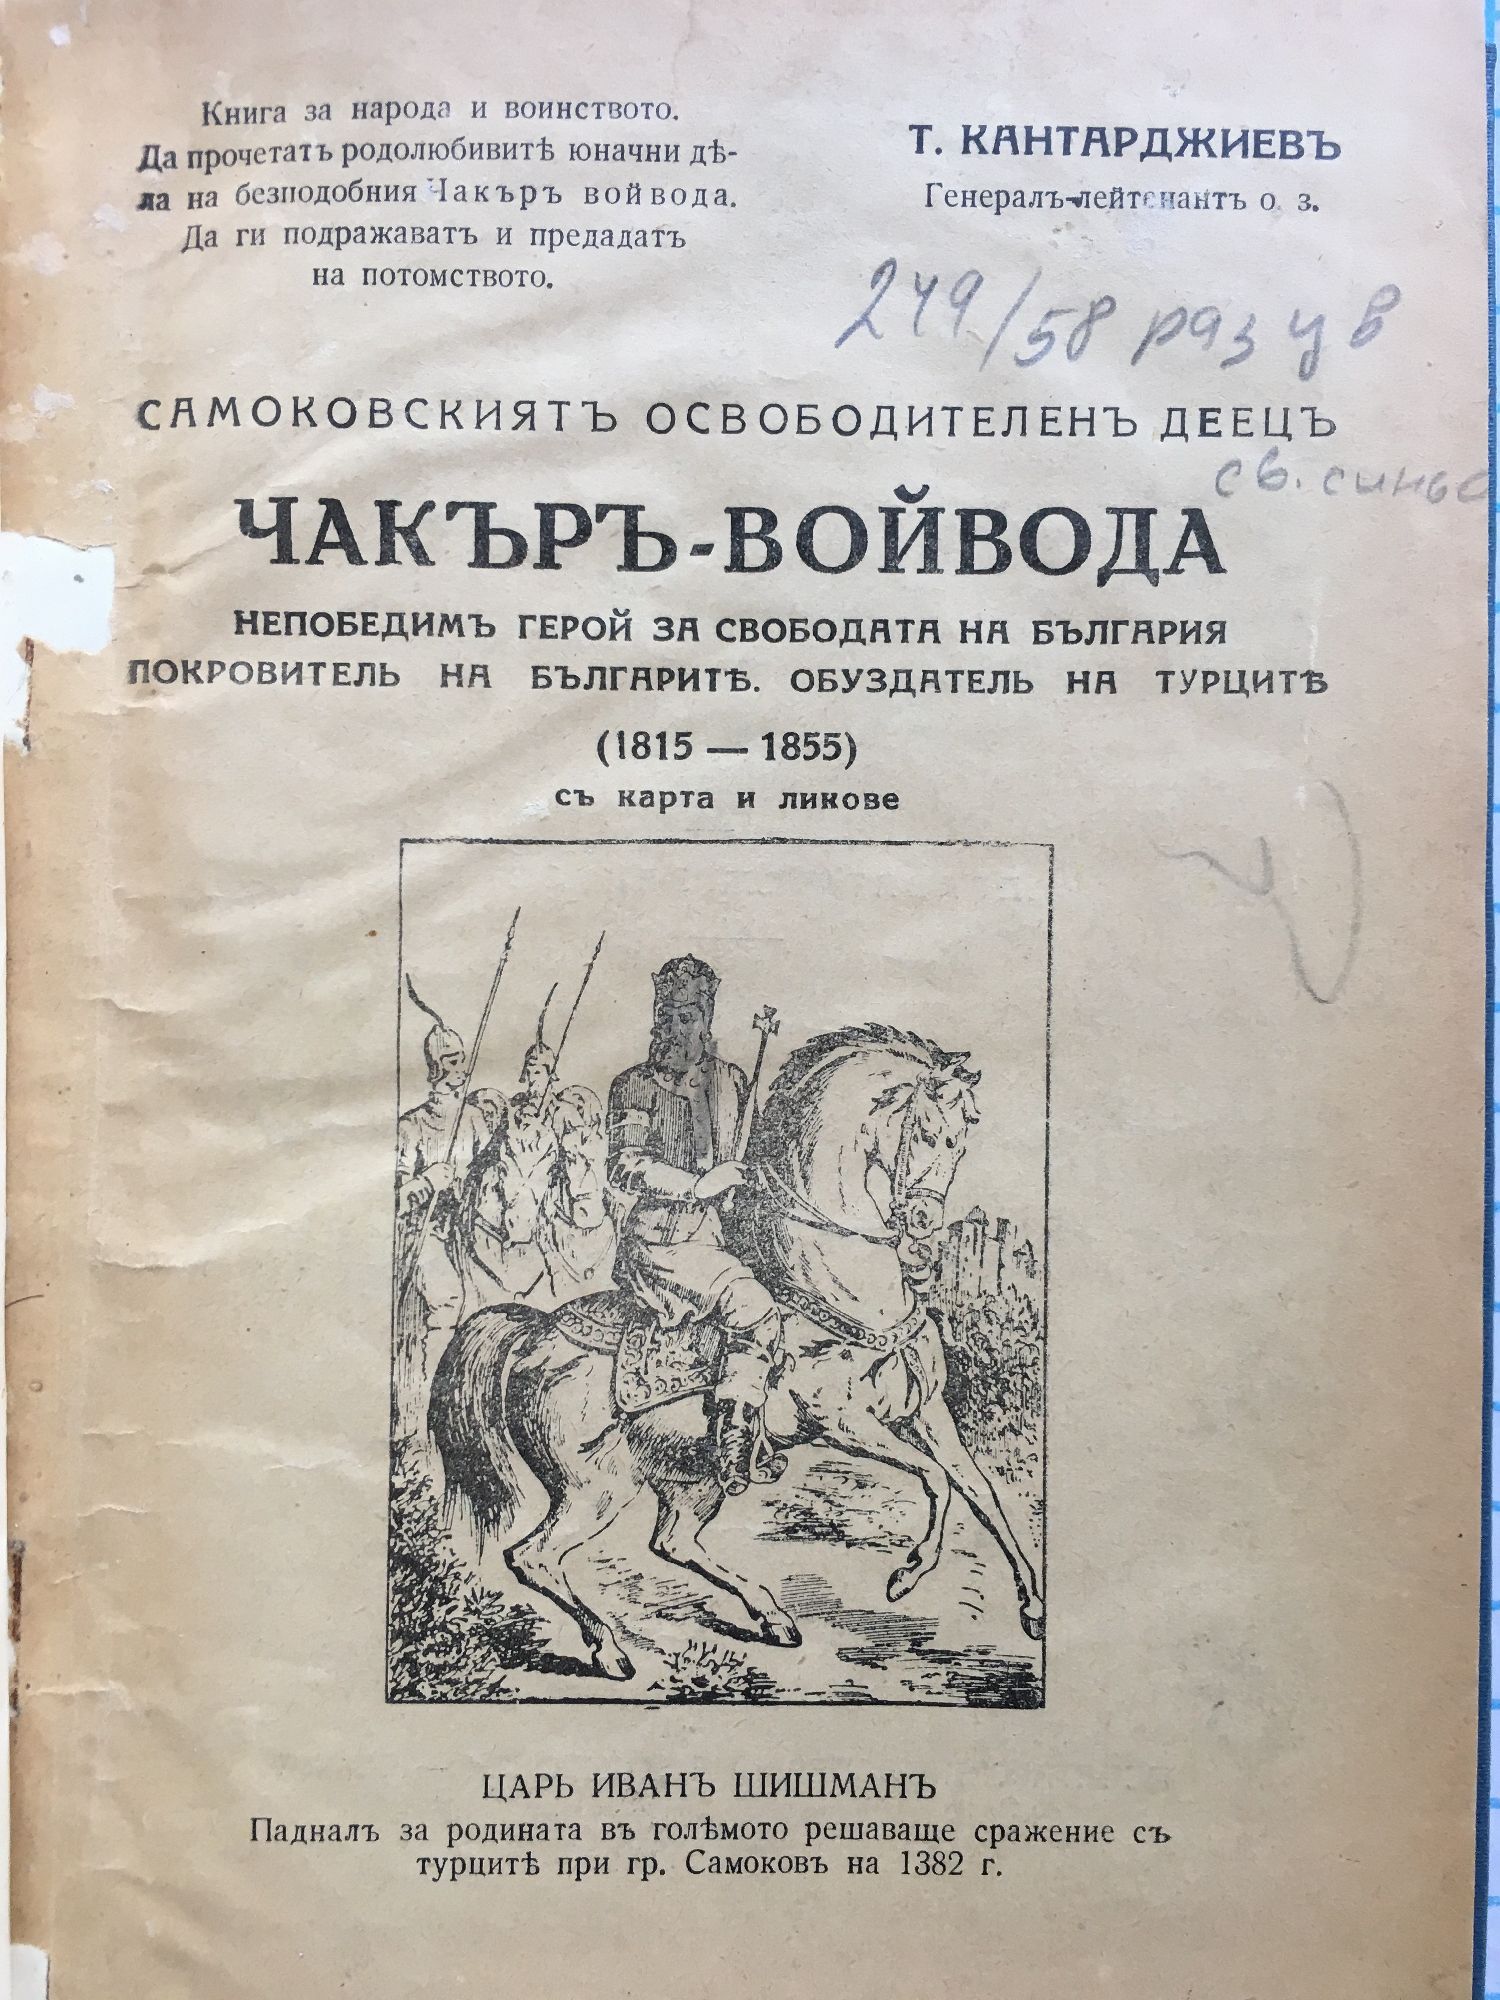 Книга за народа и воинството.
Да прочетатъ родолюбивитѣ юначни дѣ-
ла на безподобния Чакъръ войвода.
Да ги подражаватъ и предадатъ
на потомството.
Т. КАНТАРДЖИЕВЪ
Генералъ-лейтенантъ о. з.
249/58 разцв
САМОКОВСКИЯТЪ ОСВОБОДИТЕЛЕНЪ ДЕЕЦЪ
св. синьо
ЧАКЪРЪ-ВОЙВОДА
НЕПОБЕДИМЪ ГЕРОЙ ЗА СВОБОДАТА НА БЪЛГАРИЯ
ПОКРОВИТЕЛЬ НА БЪЛГАРИТѢ. ОБУЗДАТЕЛЬ НА ТУРЦИТѢ
(1815 — 1855)
съ карта и ликове
ЦАРЬ ИВАНЪ ШИШМАНЪ
Падналъ за родината въ голѣмото решаваще сражение съ
турцитѣ при гр. Самоковъ на 1382 г.